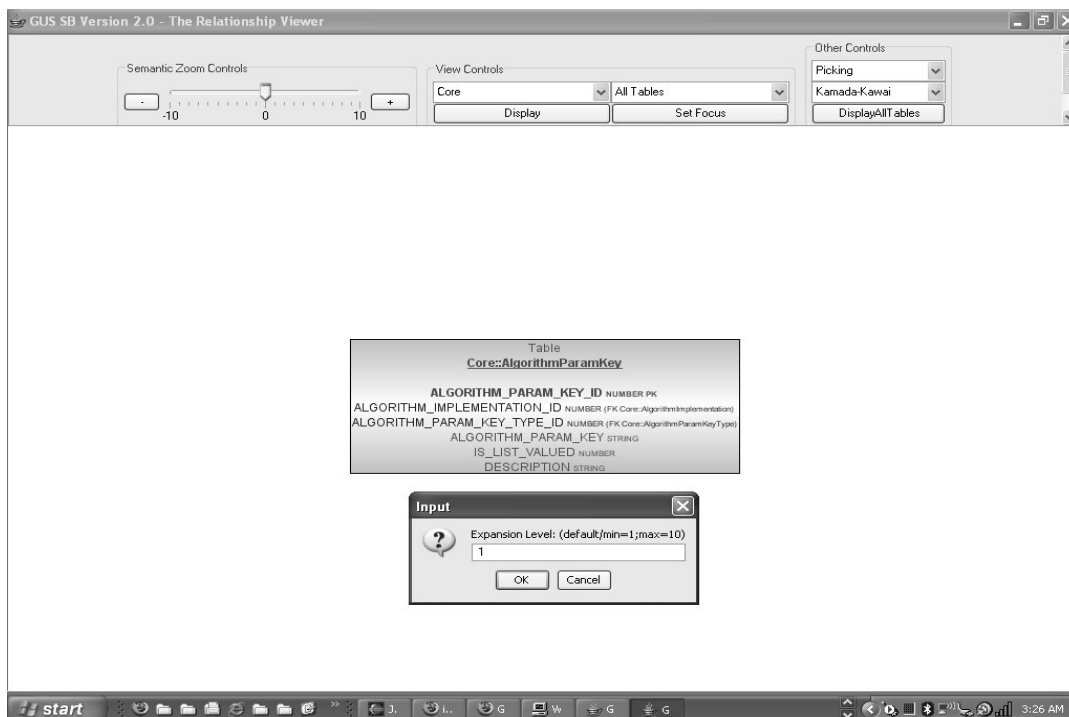 GUS SB Version 2.0 - The Relationship Viewer
Semantic Zoom Controls
-
+
-10 0 10
View Controls
Core
All Tables
Display
Set Focus
Other Controls
Picking
Kamada-Kawai
DisplayAllTables
Table
Core::AlgorithmParamKey
ALGORITHM_PARAM_KEY_ID NUMBER PK
ALGORITHM_IMPLEMENTATION_ID NUMBER (FK Core::AlgorithmImplementation)
ALGORITHM_PARAM_KEY_TYPE_ID NUMBER (FK Core::AlgorithmParamKeyType)
ALGORITHM_PARAM_KEY STRING
IS_LIST_VALUED NUMBER
DESCRIPTION STRING
Input
Expansion Level: (default/min=1;max=10)
1
OK
Cancel
start
J.
i..
G
W
G
G
3:26 AM